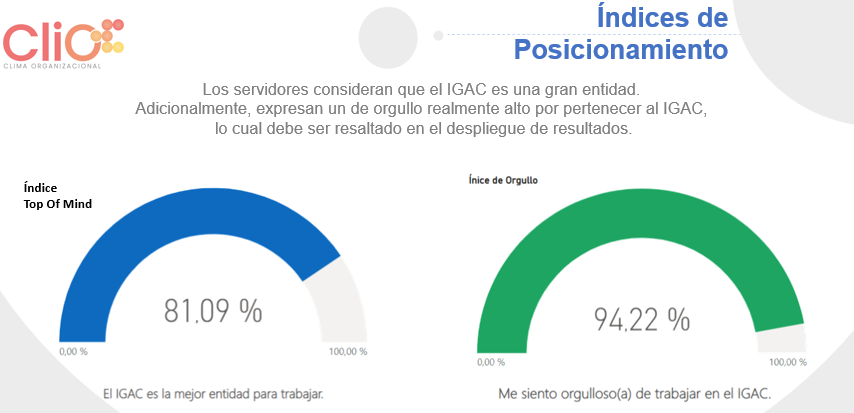 CliO
CLIMA ORGANIZACIONAL
Índices de
Posicionamiento
Los servidores consideran que el IGAC es una gran entidad.
Adicionalmente, expresan un de orgullo realmente alto por pertenecer al IGAC,
lo cual debe ser resaltado en el despliegue de resultados.
Índice
Top Of Mind
81,09 %
0,00 %
100,00 %
El IGAC es la mejor entidad para trabajar.
Ínice de Orgullo
94,22 %
0,00 %
100,00 %
Me siento orgulloso(a) de trabajar en el IGAC.